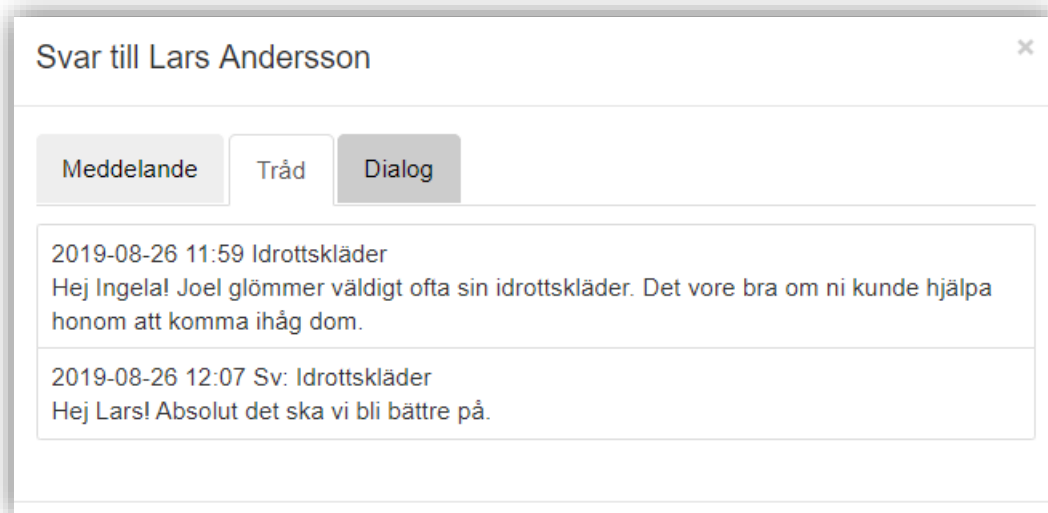 Svar till Lars Andersson
×
Meddelande
Tråd
Dialog
2019-08-26 11:59 Idrottskläder
Hej Ingela! Joel glömmer väldigt ofta sin idrottskläder. Det vore bra om ni kunde hjälpa
honom att komma ihåg dom.
2019-08-26 12:07 Sv: Idrottskläder
Hej Lars! Absolut det ska vi bli bättre på.